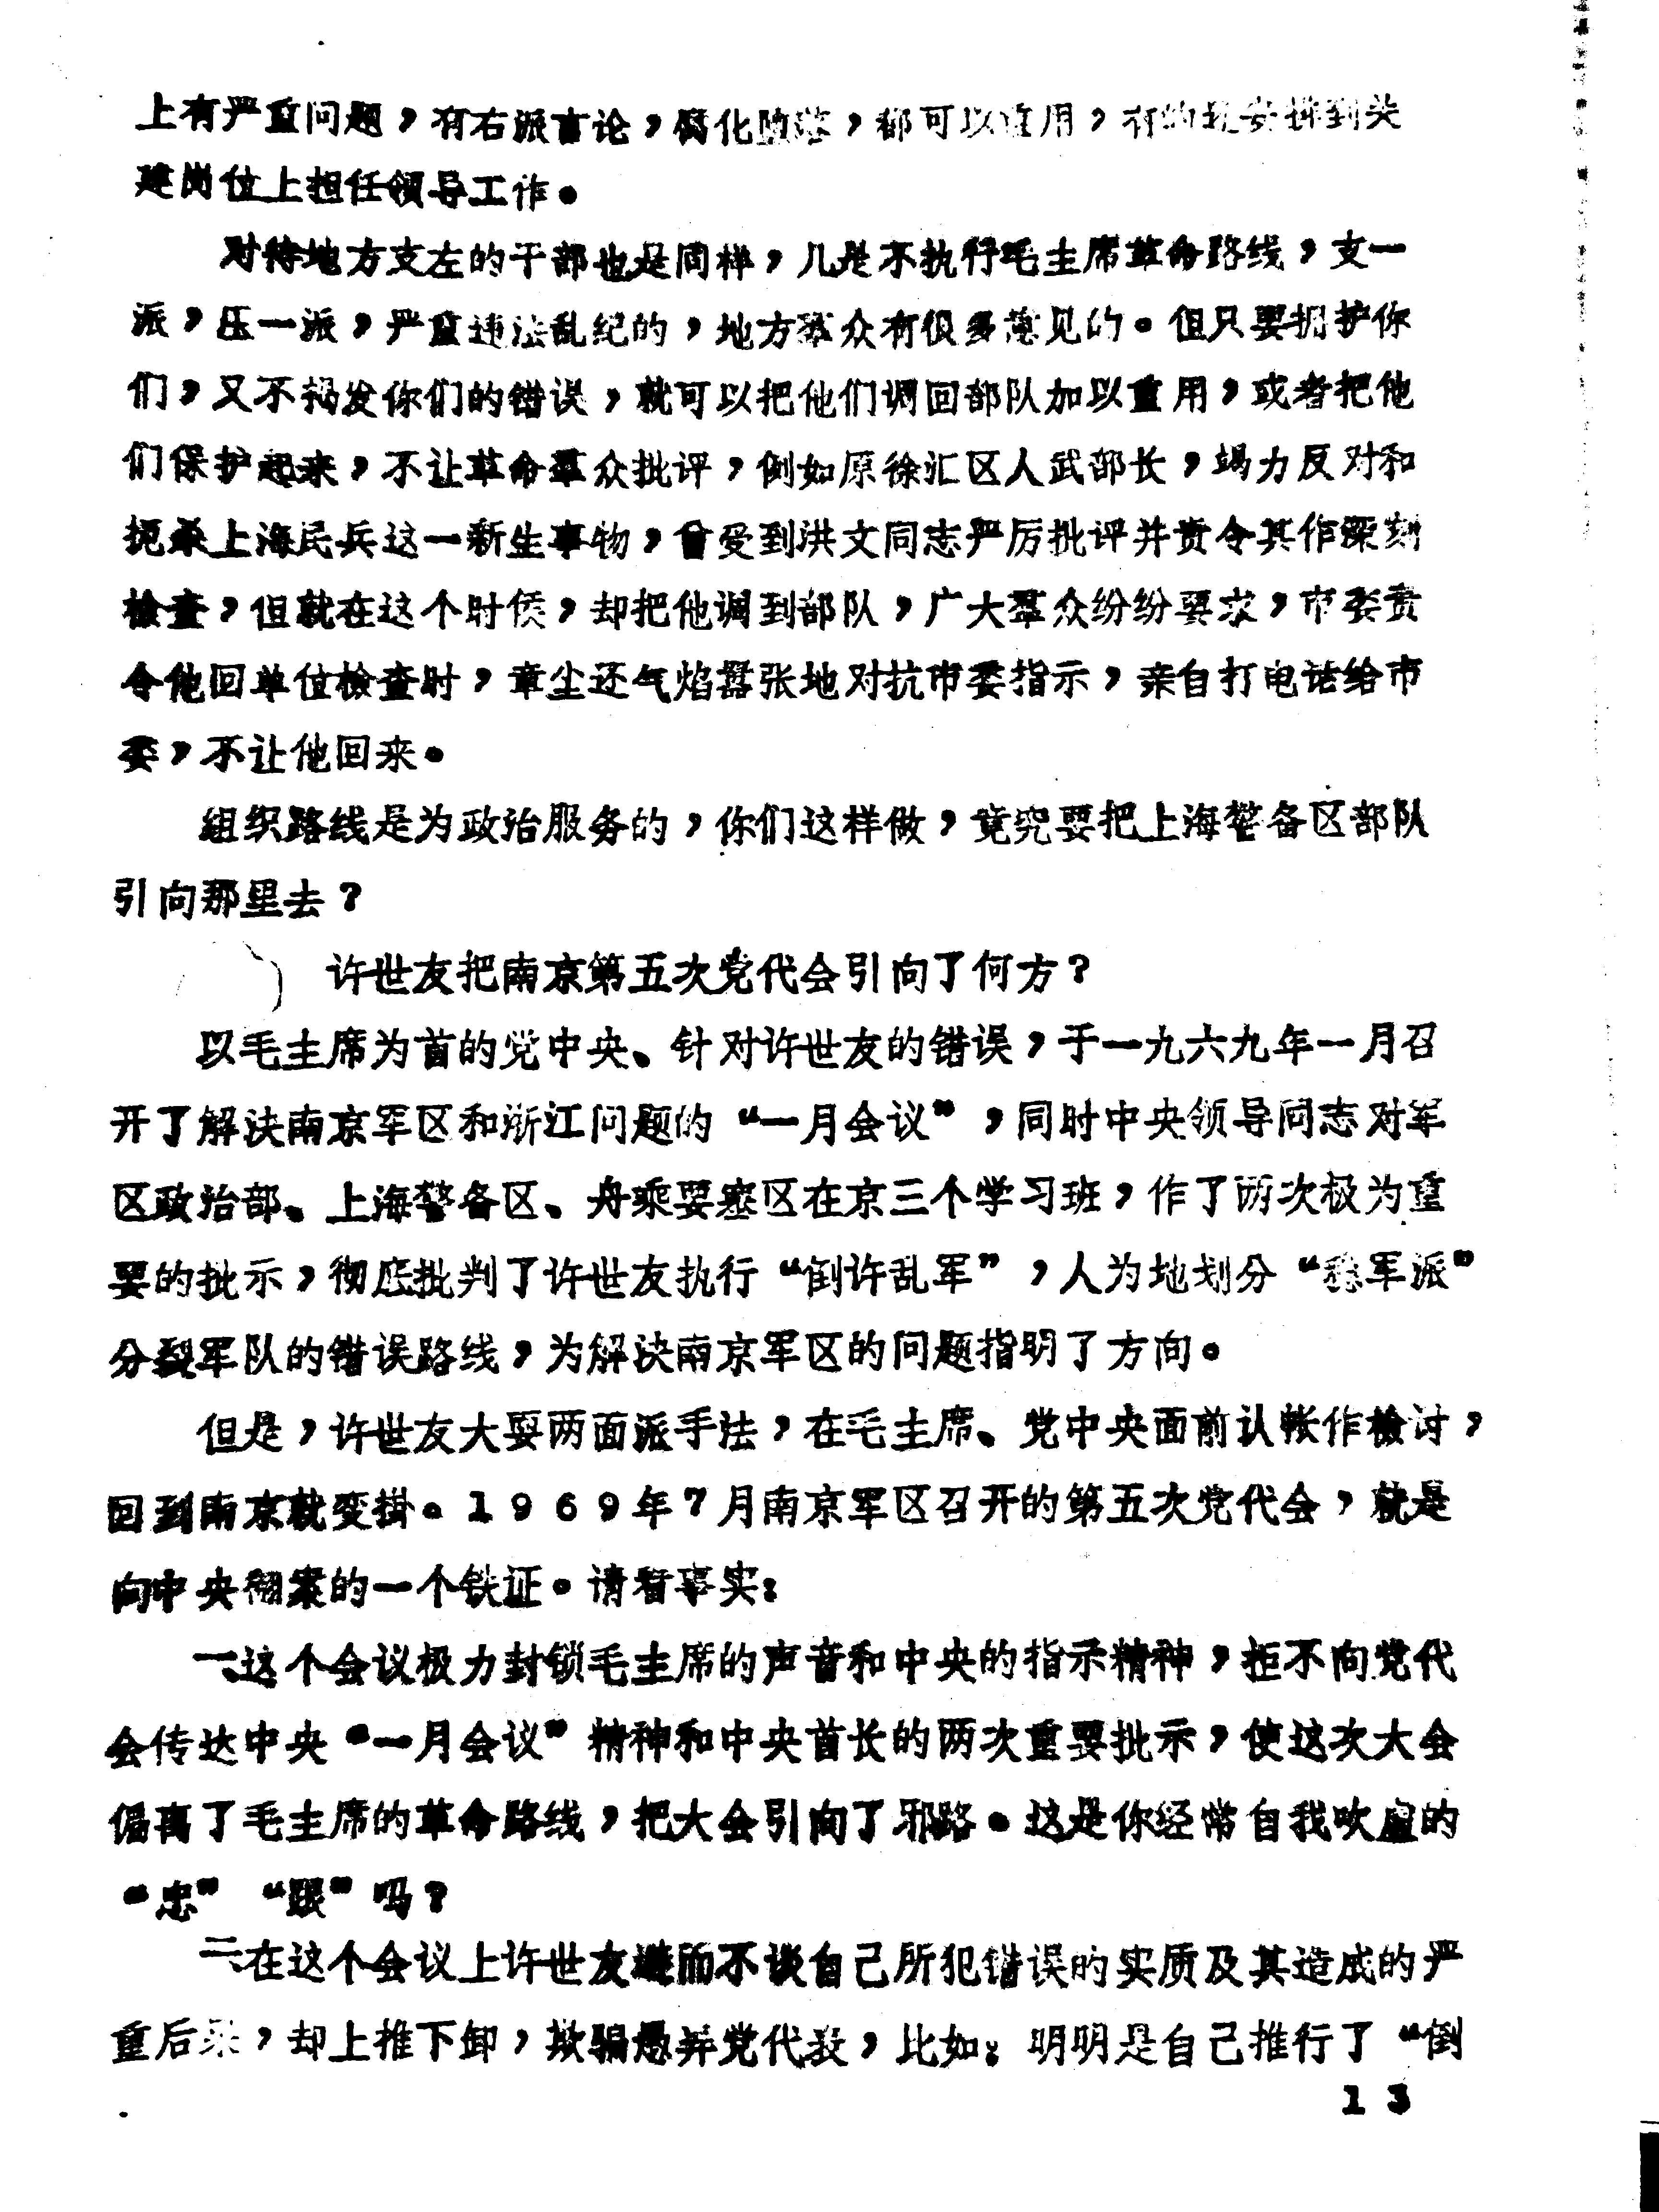 上有严重问题，有右派言论，腐化堕落，都可以重用，有的还安排到关
建岗位上担任领导工作。
对待地方支左的干部也是同样，几是不执行毛主席革命路线，支一
派，压一派，严重违法乱纪的，地方群众有很多意见的。但只要拥护你
们，又不揭发你们的错误，就可以把他们调回部队加以重用，或者把他
们保护起来，不让革命羣众批评，例如原徐汇区人武部长，竭力反对和
扼杀上海民兵这一新生事物，曾受到洪文同志严厉批评并责令其作深刻
检查，但就在这个时侯，却把他调到部队，广大羣众纷纷要求，市委责
令他回单位检查时，章尘还气焰嚣张地对抗市委指示，亲自打电话给市
委，不让他回来。
组织路线是为政治服务的，你们这样做，竟究要把上海警备区部队
引向那里去？
许世友把南京第五次党代会引向了何方？
以毛主席为首的党中央、针对许世友的错误，于一九六九年一月召
开了解决南京军区和浙江问题的“一月会议”，同时中央领导同志对军
区政治部、上海警备区、舟乘要塞区在京三个学习班，作了两次极为重
要的批示，彻底批判了许世友执行“倒许乱军”，人为地划分“稳军派”
分裂军队的错误路线，为解决南京军区的问题指明了方向。
但是，许世友大耍两面派手法，在毛主席、党中央面前认帐作检讨，
回到南京就变掛。1969年7月南京军区召开的第五次党代会，就是
向中央翻案的一个铁证。请看事实：
一、这个会议极力封锁毛主席的声音和中央的指示精神，拒不向党代
会传达中央“一月会议”精神和中央首长的两次重要批示，使这次大会
偏离了毛主席的革命路线，把大会引向了邪路。这是你经常自我吹虚的
“忠”“跟”吗？
二、在这个会议上许世友避而不谈自己所犯错误的实质及其造成的严
重后果，却上推下卸，欺骗愚弄党代表，比如：明明是自己推行了“倒
13